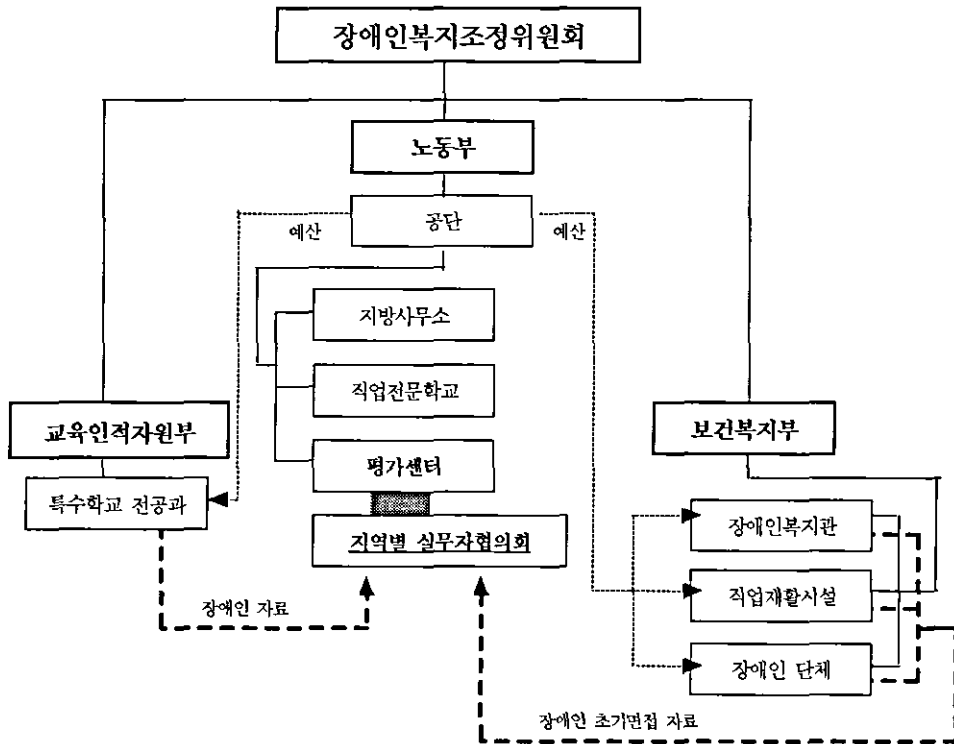 장애인복지조정위원회
노동부
공단
예산
예산
지방사무소
직업전문학교
교육인적자원부
보건복지부
평가센터
특수학교 전공과
장애인복지관
지역별 실무자협의회
직업재활시설
장애인 자료
장애인 단체
장애인 초기면접 자료